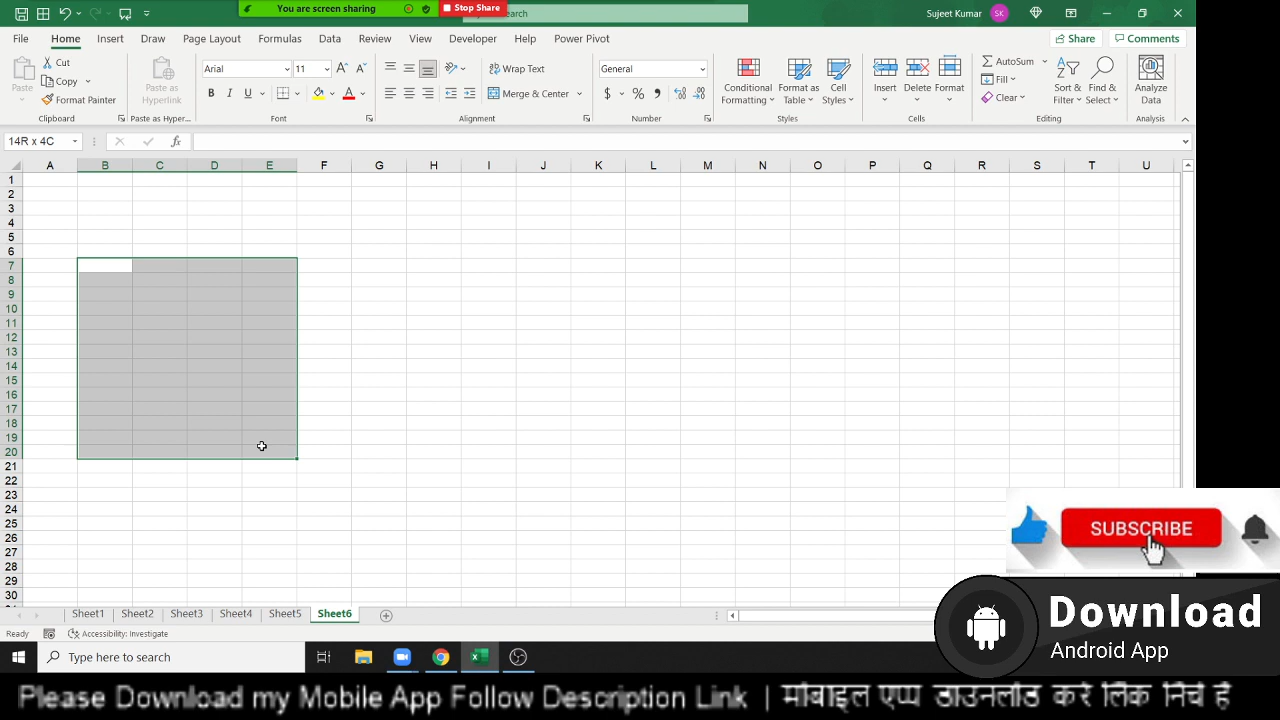 You are screen sharing
Stop Share
Search
Sujeet Kumar
SK
File Home Insert Draw Page Layout Formulas Data Review View Developer Help Power Pivot
Share
Comments
Paste
Cut
Copy
Format Painter
Clipboard
Paste as Hyperlink
Paste as Hyper...
Arial
11
B I U
Font
Wrap Text
Merge & Center
Alignment
General
$ % ,
Number
Conditional Formatting
Format as Table
Cell Styles
Styles
Insert
Delete
Format
Cells
AutoSum
Fill
Clear
Sort & Filter
Find & Select
Editing
Analyze Data
Analysis
14R x 4C
fx
A B C D E F G H I J K L M N O P Q R S T U
1
2
3
4
5
6
7
8
9
10
11
12
13
14
15
16
17
18
19
20
21
22
23
24
25
26
27
28
29
30
SUBSCRIBE
Sheet1 Sheet2 Sheet3 Sheet4 Sheet5 Sheet6
Ready
Accessibility: Investigate
Download
Android App
Type here to search
Please Download my Mobile App Follow Description Link | मोबाइल एप्प डाउनलोड करे लिंक निचे है